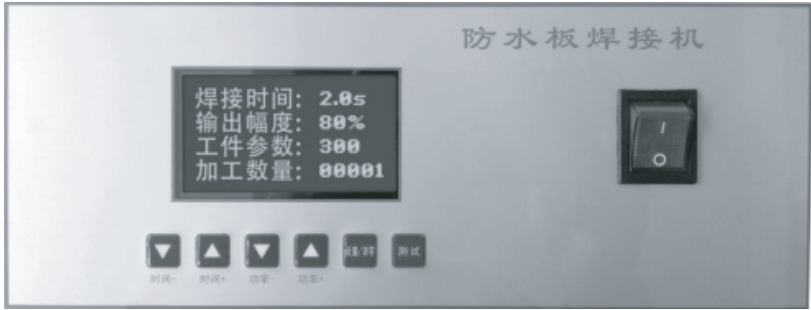 防水板焊接机
焊接时间: 2.0s
输出幅度: 80%
工件参数: 300
加工数量: 00001
测试
时间- 时间+ 功率- 功率+